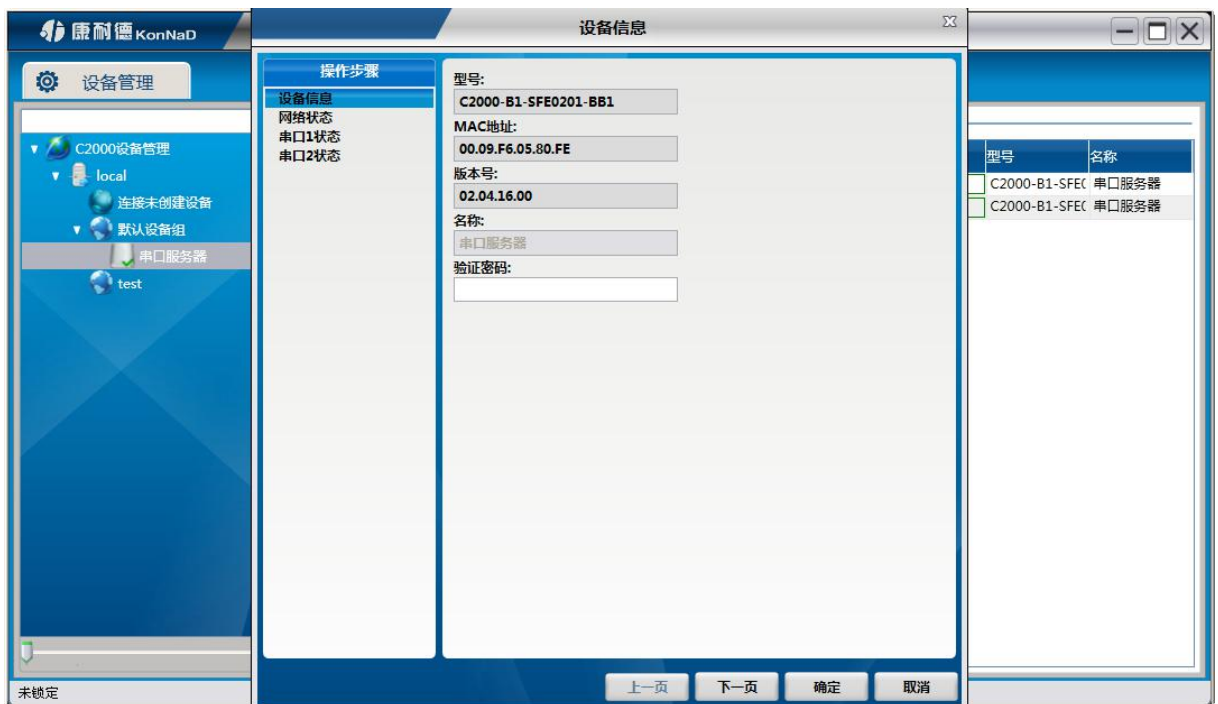 康耐德 KonNaD
设备信息
设备管理
C2000设备管理
local
连接未创建设备
默认设备组
串口服务器
test
操作步骤
设备信息
网络状态
串口1状态
串口2状态
型号:
C2000-B1-SFE0201-BB1
MAC地址:
00.09.F6.05.80.FE
版本号:
02.04.16.00
名称:
串口服务器
验证密码:
型号 名称
C2000-B1-SFE( 串口服务器
C2000-B1-SFE( 串口服务器
上一页 下一页 确定 取消
未锁定